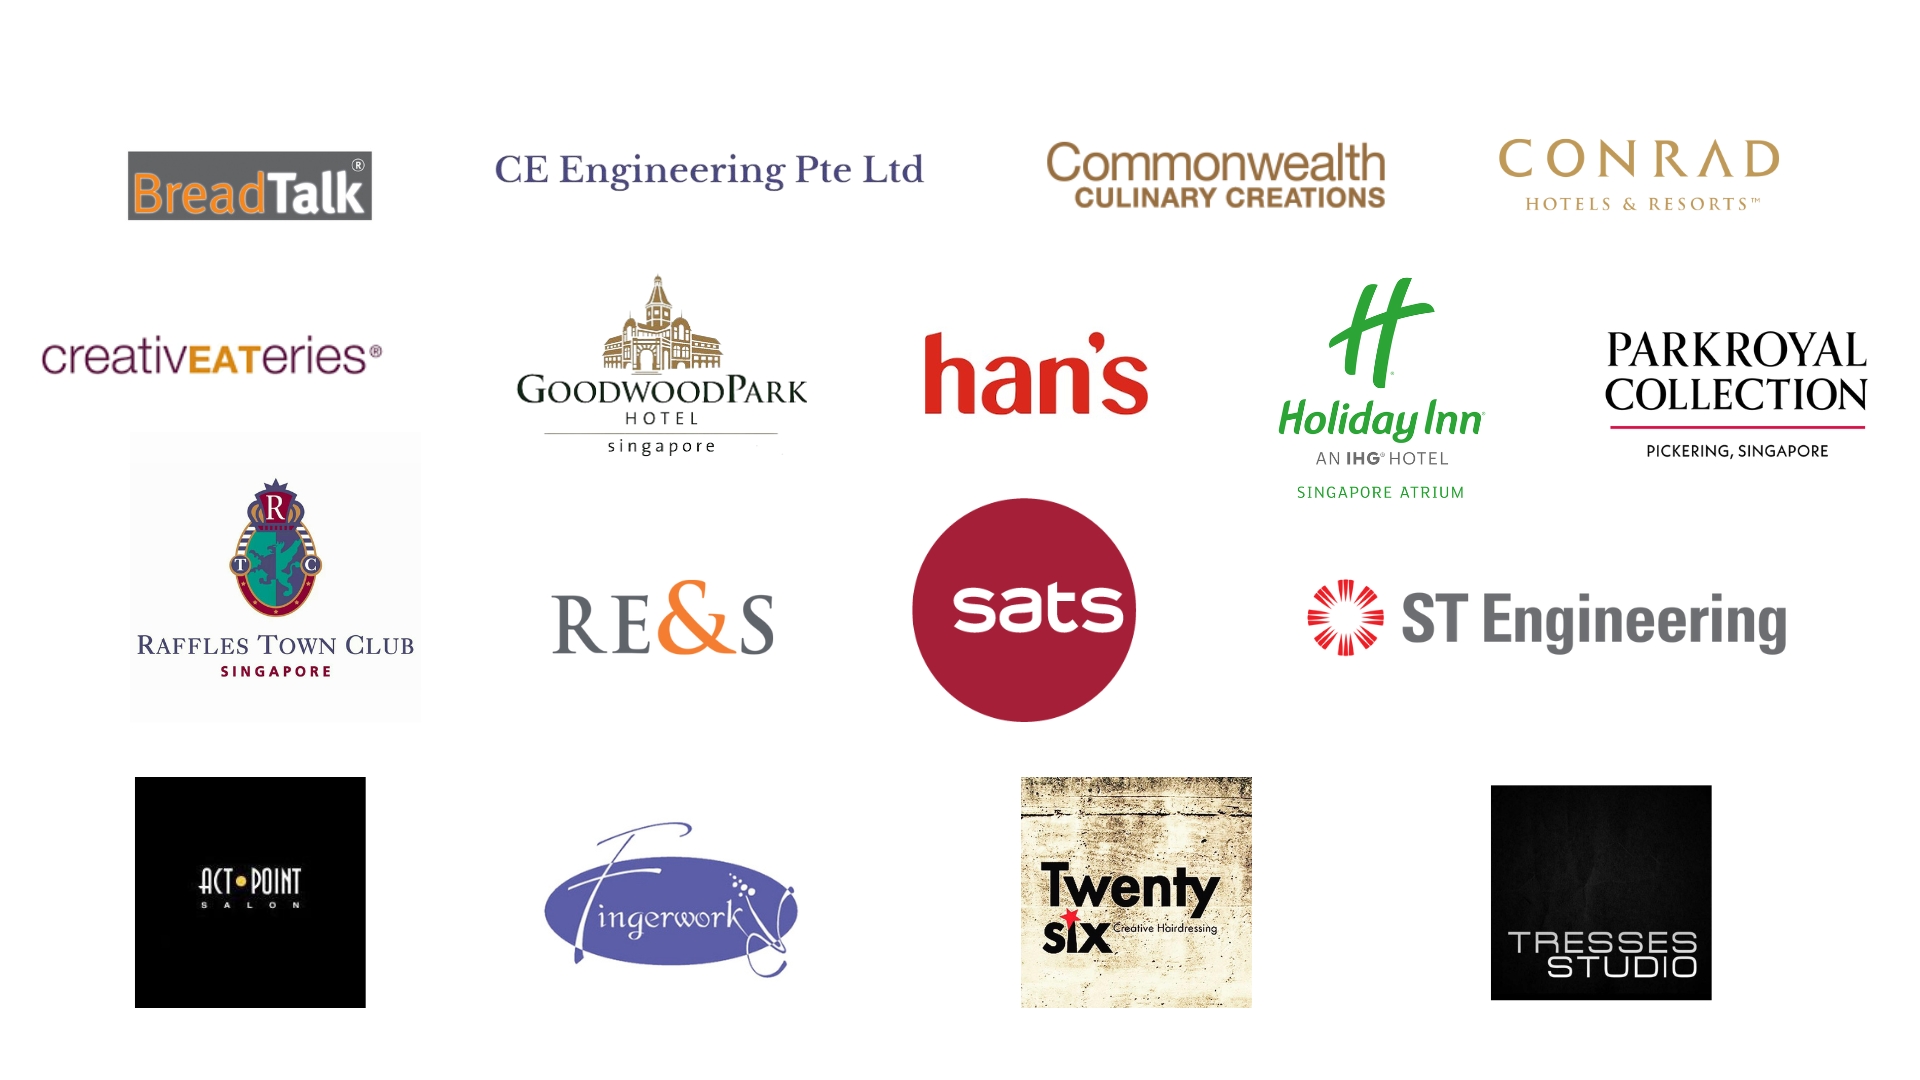 BreadTalk®
CE Engineering Pte Ltd
Commonwealth
CULINARY CREATIONS
CONRAD
HOTELS & RESORTS™
creativEATeries®
GOODWOODPARK
HOTEL
singapore
han's
H
Holiday Inn®
AN IHG® HOTEL
SINGAPORE ATRIUM
PARKROYAL
COLLECTION
PICKERING, SINGAPORE
R
T C
RAFFLES TOWN CLUB
SINGAPORE
RE&S
sats
ST Engineering
ACT•POINT
SALON
Fingerworks
Twenty
six Creative Hairdressing
TRESSES
STUDIO